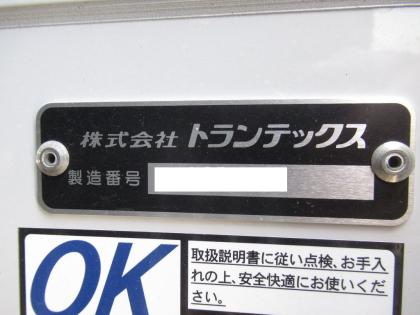 株式会社 トランテックス
製造番号
OK
取扱説明書に従い点検、お手入
れの上、安全快適にお使いくだ
さい。